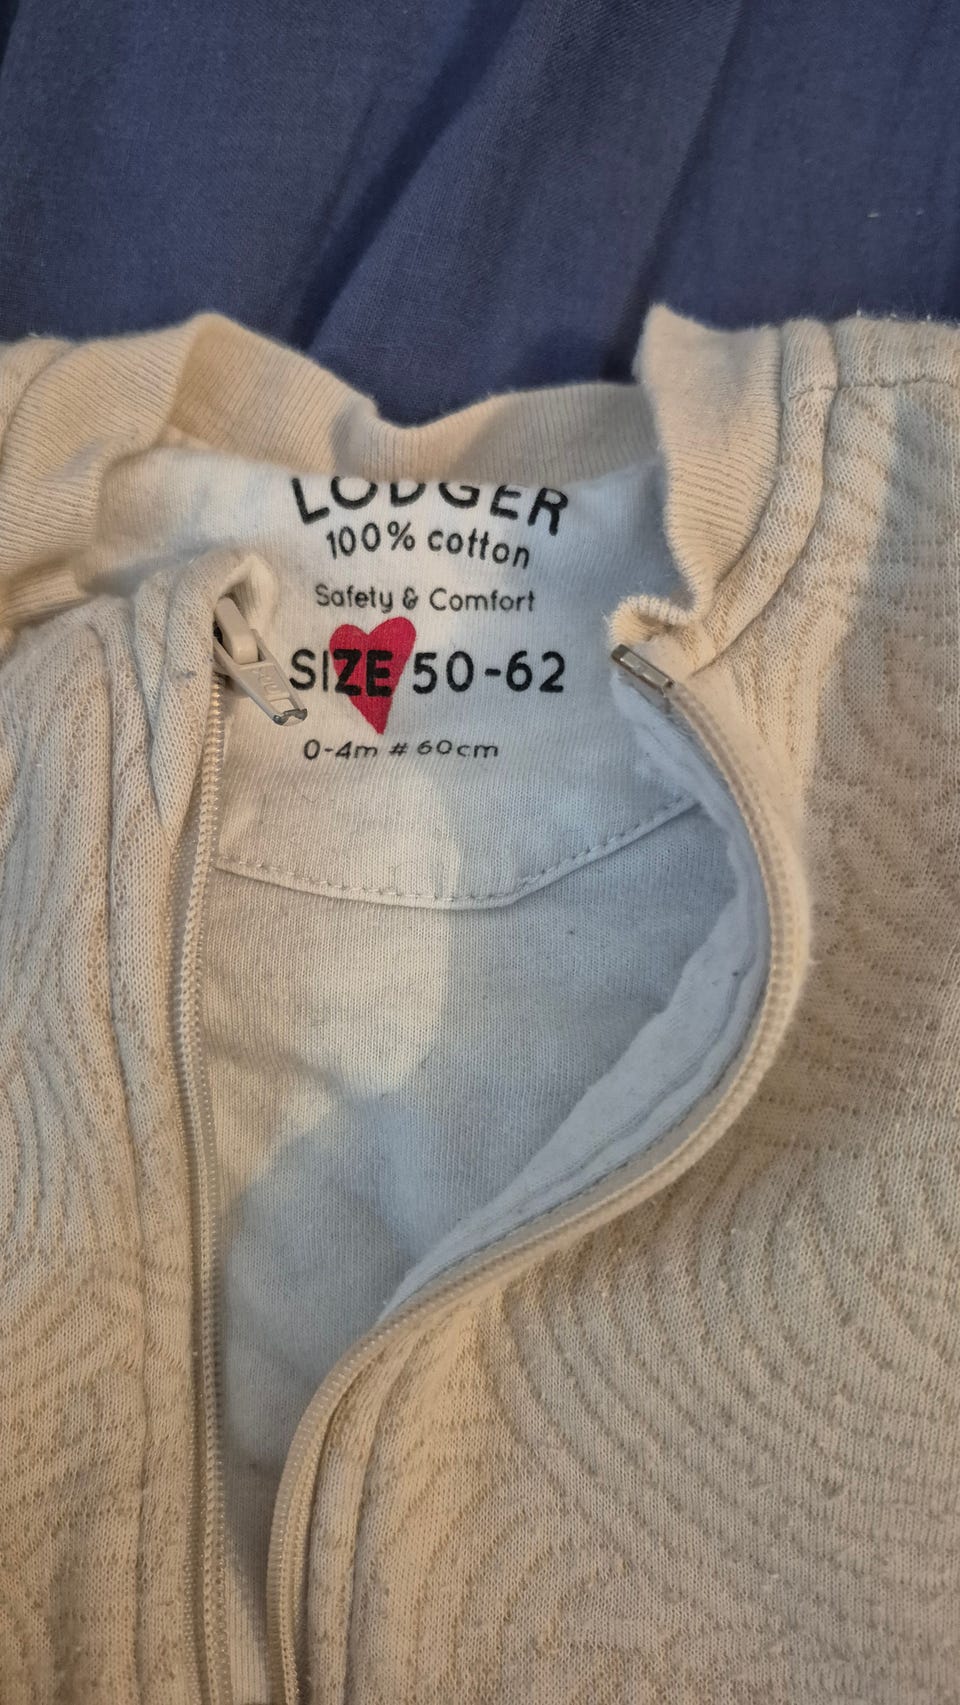 LODGER
100% cotton
Safety & Comfort
SIZE 50-62
0-4m # 60cm